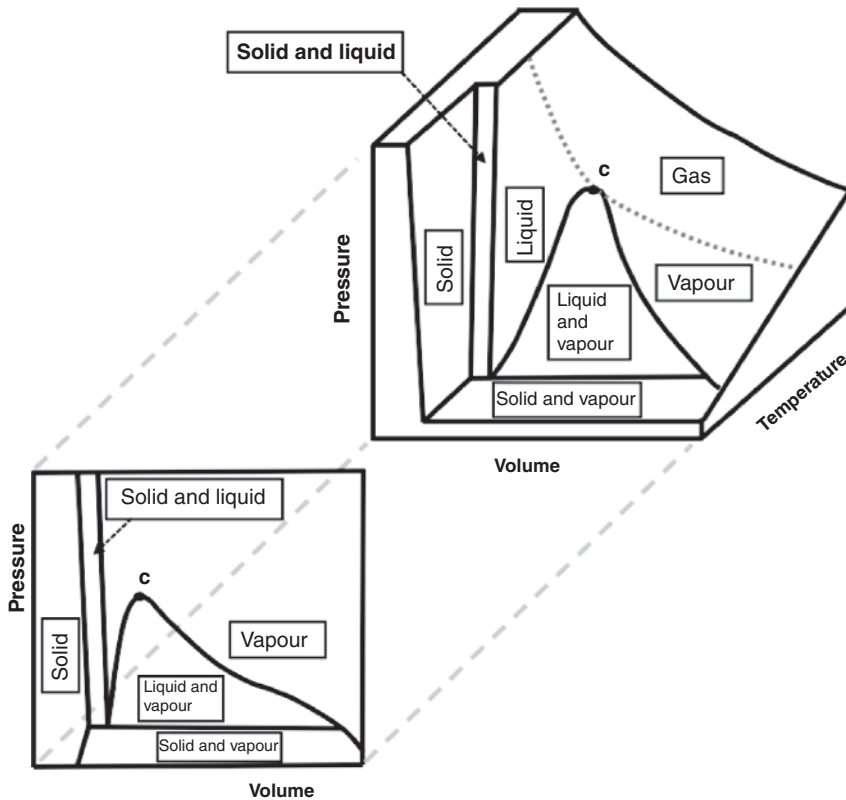 Solid and liquid
c
Gas
Pressure
Solid
Liquid
Vapour
Liquid
and
vapour
Solid and vapour
Temperature
Volume
Solid and liquid
Pressure
c
Solid
Vapour
Liquid and
vapour
Solid and vapour
Volume